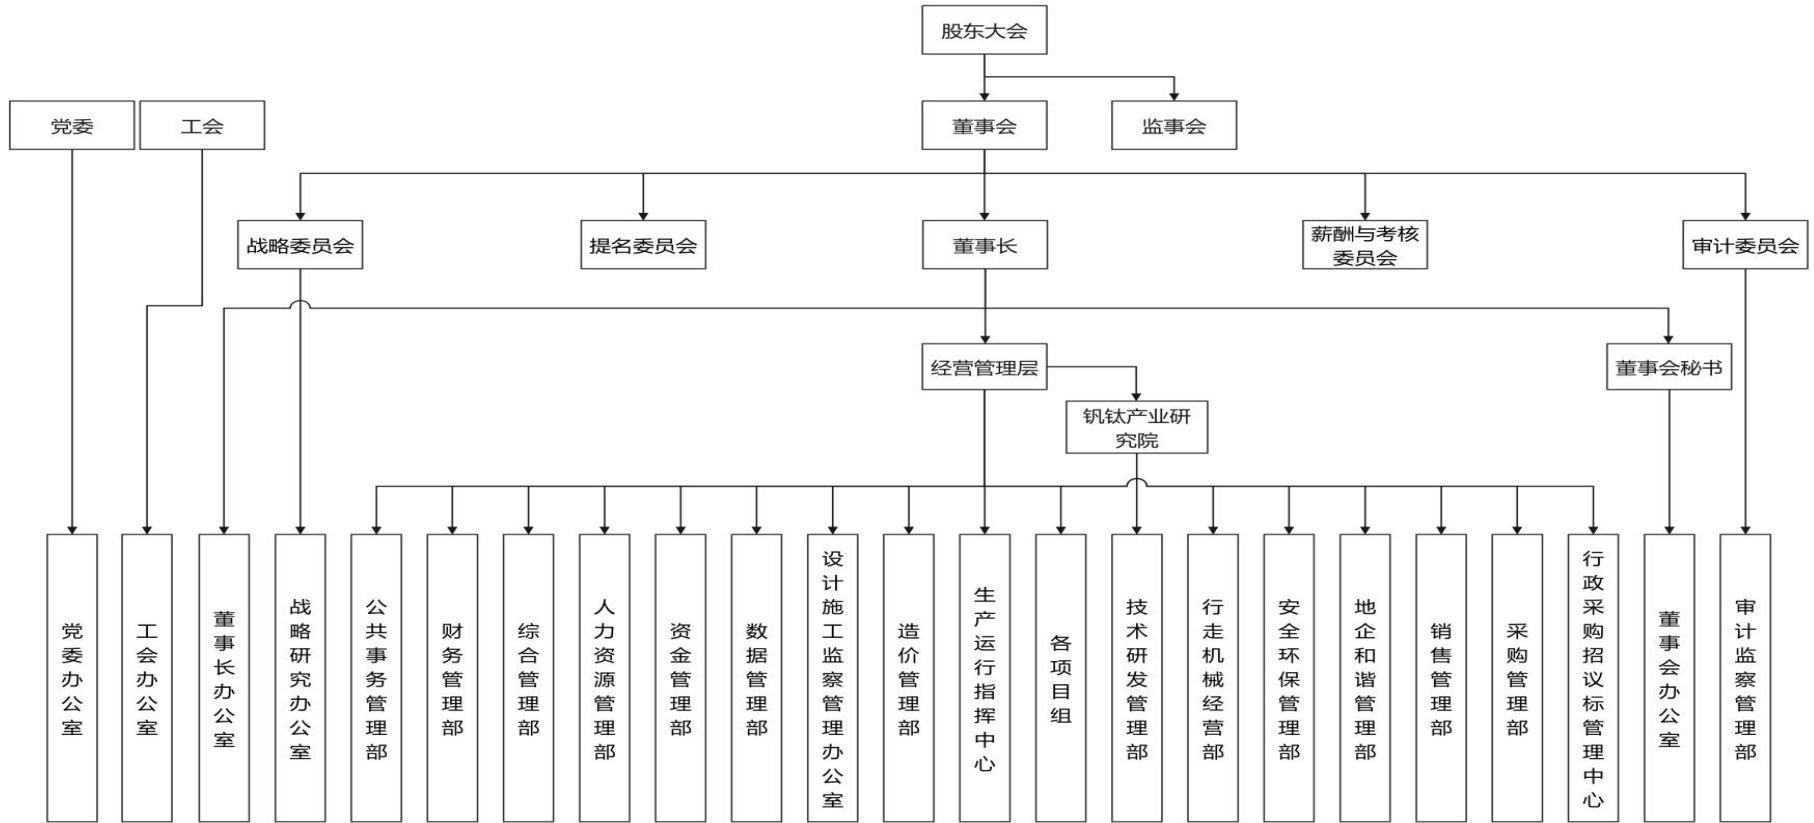 股东大会
党委
工会
董事会
监事会
战略委员会
提名委员会
董事长
薪酬与考核
委员会
审计委员会
经营管理层
董事会秘书
钒钛产业研
究院
党委办公室
工会办公室
董事长办公室
战略研究办公室
公共事务管理部
财务管理部
综合管理部
人力资源管理部
资金管理部
数据管理部
设计施工监察管理办公室
造价管理部
生产运行指挥中心
各项目组
技术研发管理部
行走机械经营部
安全环保管理部
地企和谐管理部
销售管理部
采购管理部
行政采购招议标管理中心
董事会办公室
审计监察管理部